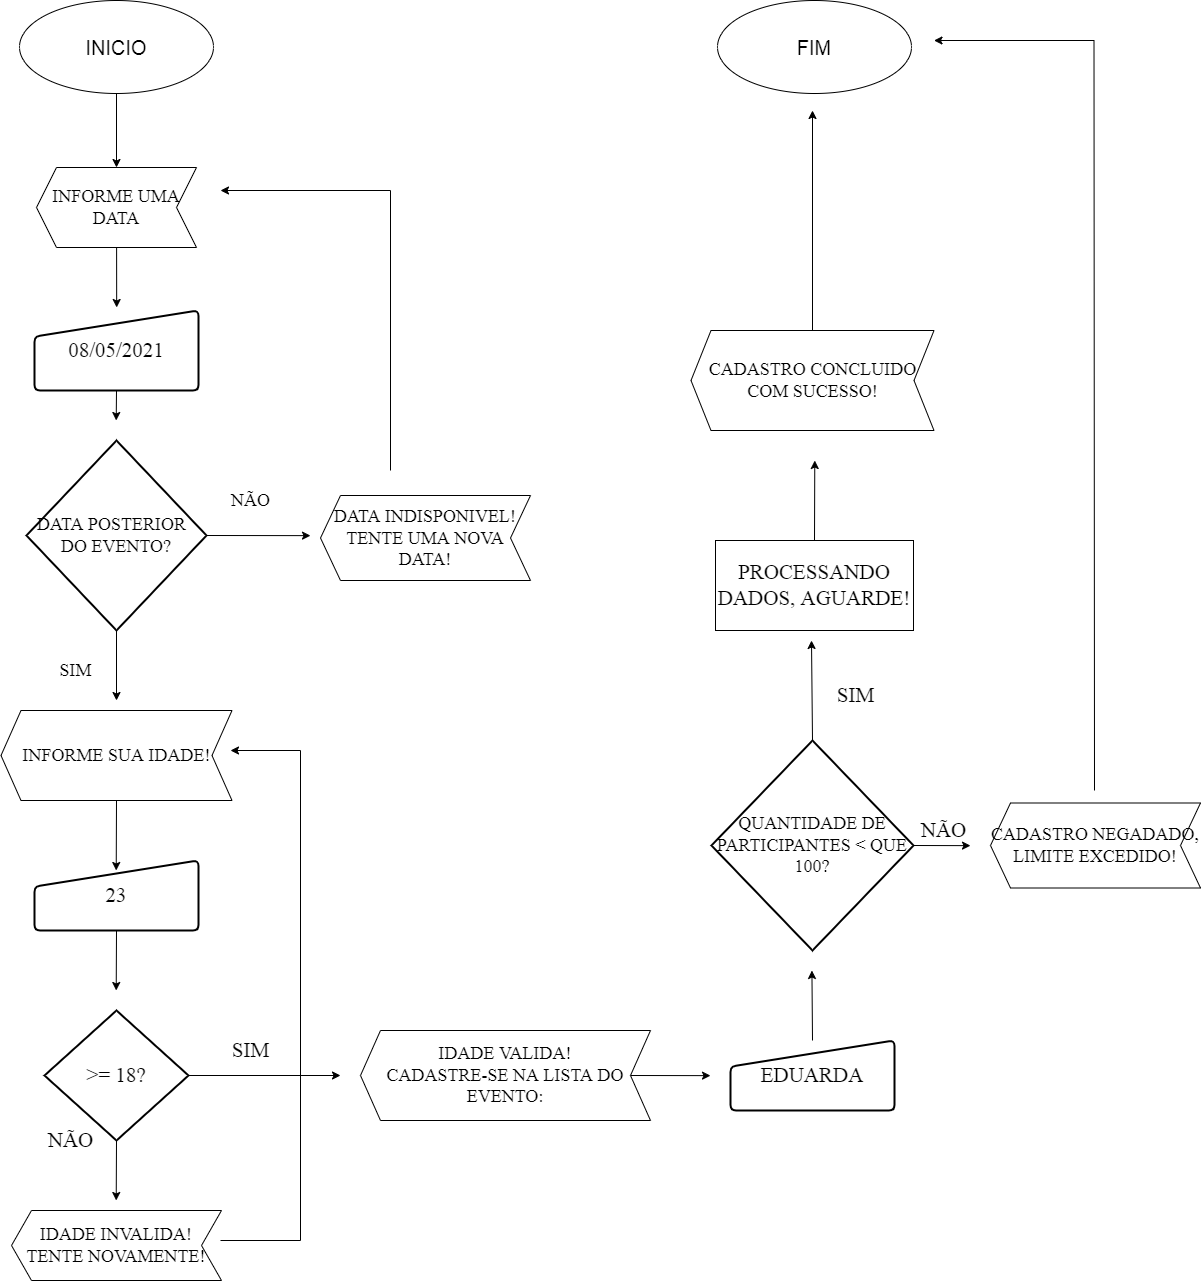 INICIO
INFORME UMA
DATA
08/05/2021
DATA POSTERIOR
DO EVENTO?
NÃO
DATA INDISPONIVEL!
TENTE UMA NOVA
DATA!
SIM
INFORME SUA IDADE!
23
>= 18?
SIM
NÃO
IDADE INVALIDA!
TENTE NOVAMENTE!
IDADE VALIDA!
CADASTRE-SE NA LISTA DO
EVENTO:
EDUARDA
QUANTIDADE DE
PARTICIPANTES < QUE
100?
NÃO
CADASTRO NEGADADO,
LIMITE EXCEDIDO!
SIM
PROCESSANDO
DADOS, AGUARDE!
CADASTRO CONCLUIDO
COM SUCESSO!
FIM